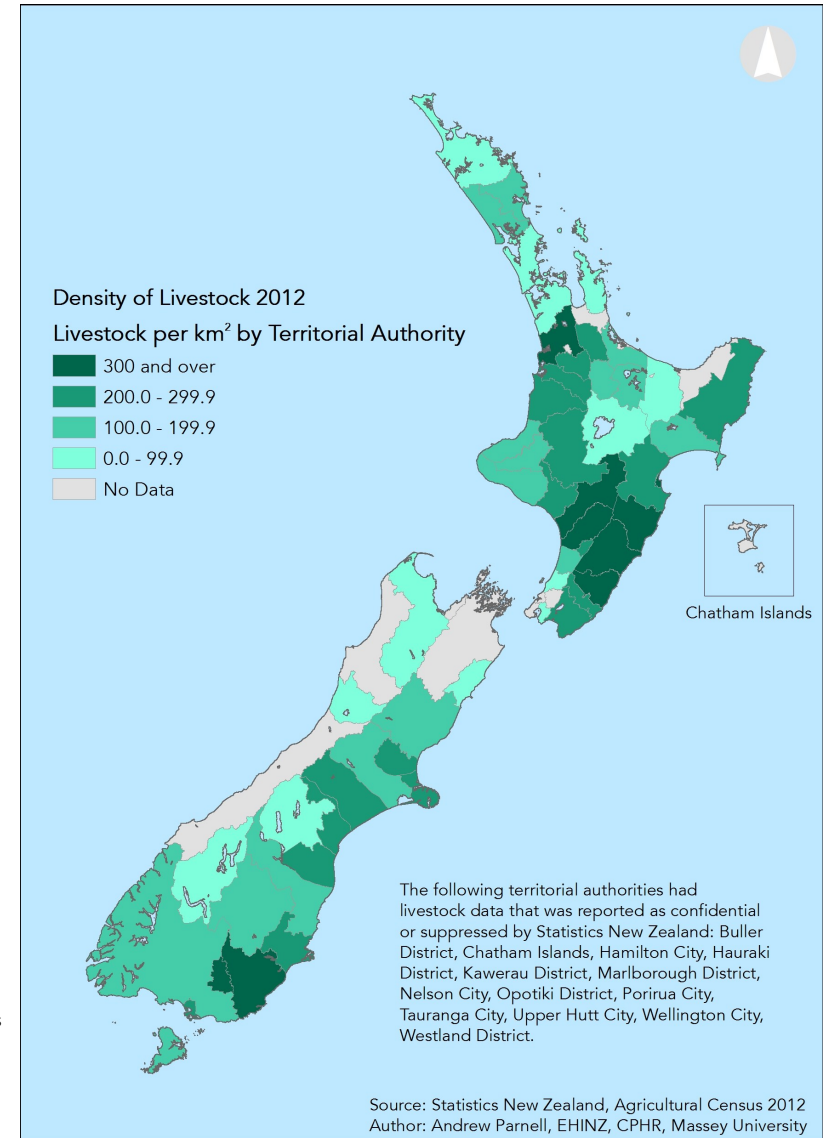 Density of Livestock 2012
Livestock per km² by Territorial Authority
300 and over
200.0 - 299.9
100.0 - 199.9
0.0 - 99.9
No Data
Chatham Islands
The following territorial authorities had
livestock data that was reported as confidential
or suppressed by Statistics New Zealand: Buller
District, Chatham Islands, Hamilton City, Hauraki
District, Kawerau District, Marlborough District,
Nelson City, Opotiki District, Porirua City,
Tauranga City, Upper Hutt City, Wellington City,
Westland District.
s
Source: Statistics New Zealand, Agricultural Census 2012
Author: Andrew Parnell, EHINZ, CPHR, Massey University